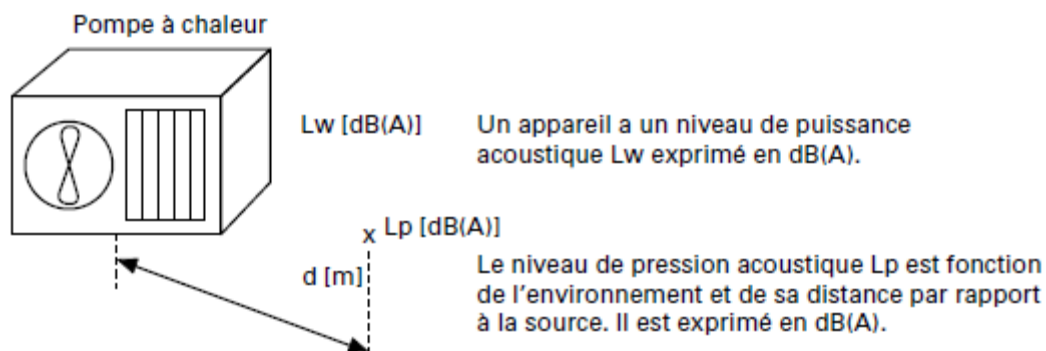 Pompe à chaleur
Lw [dB(A)]
Un appareil a un niveau de puissance
acoustique Lw exprimé en dB(A).
x Lp [dB(A)]
d [m]
Le niveau de pression acoustique Lp est fonction
de l'environnement et de sa distance par rapport
à la source. Il est exprimé en dB(A).